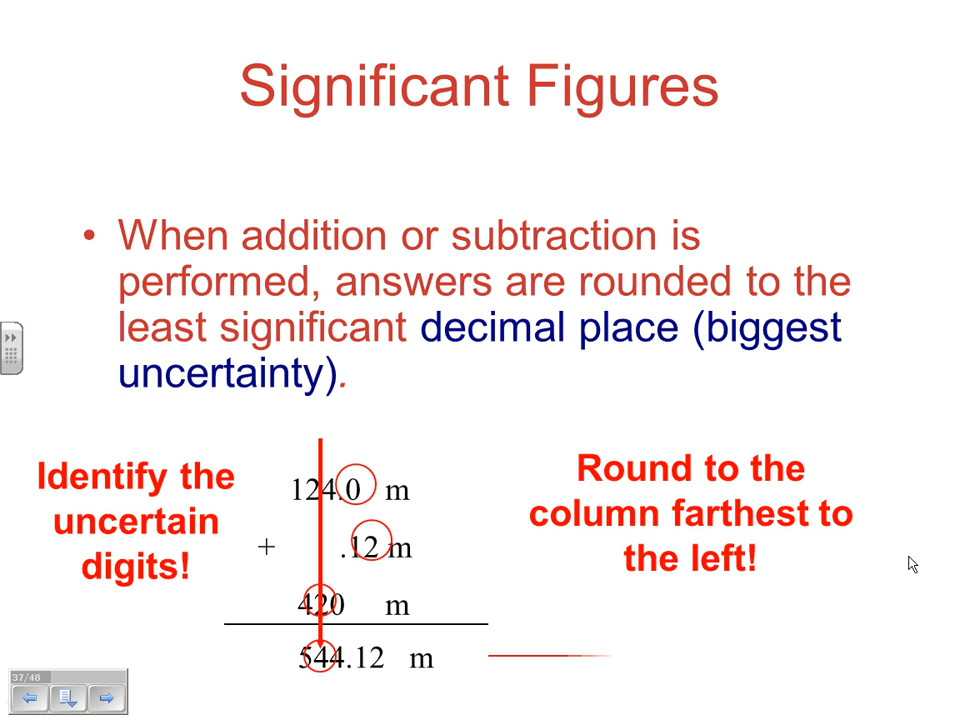 Significant Figures
• When addition or subtraction is
performed, answers are rounded to the
least significant decimal place (biggest
uncertainty).
Identify the
uncertain
digits!
124.0 m
+ .12 m
420 m
544.12 m
Round to the
column farthest to
the left!
37/48